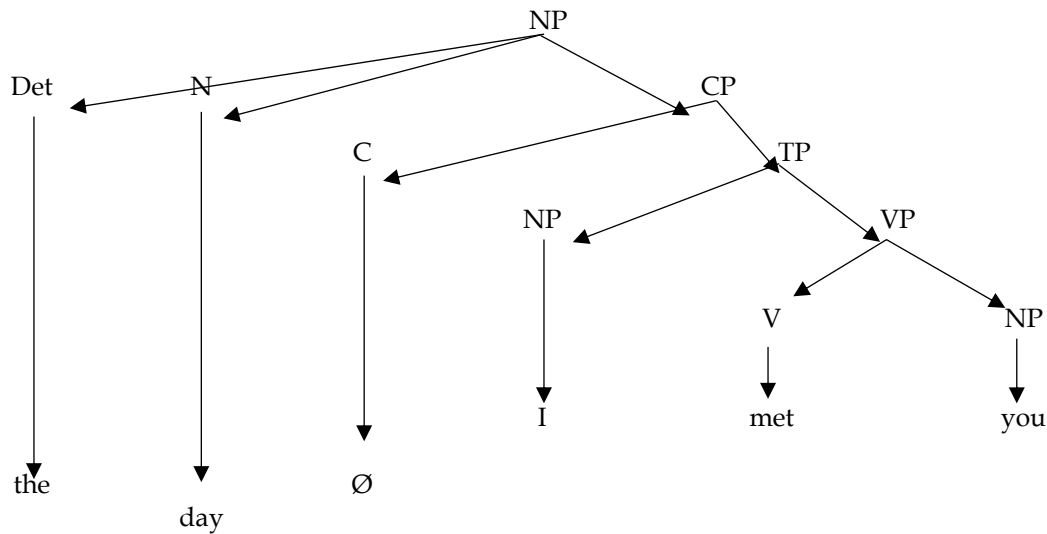 NP
Det N CP
C TP
NP VP
V NP
I met you
the Ø
day